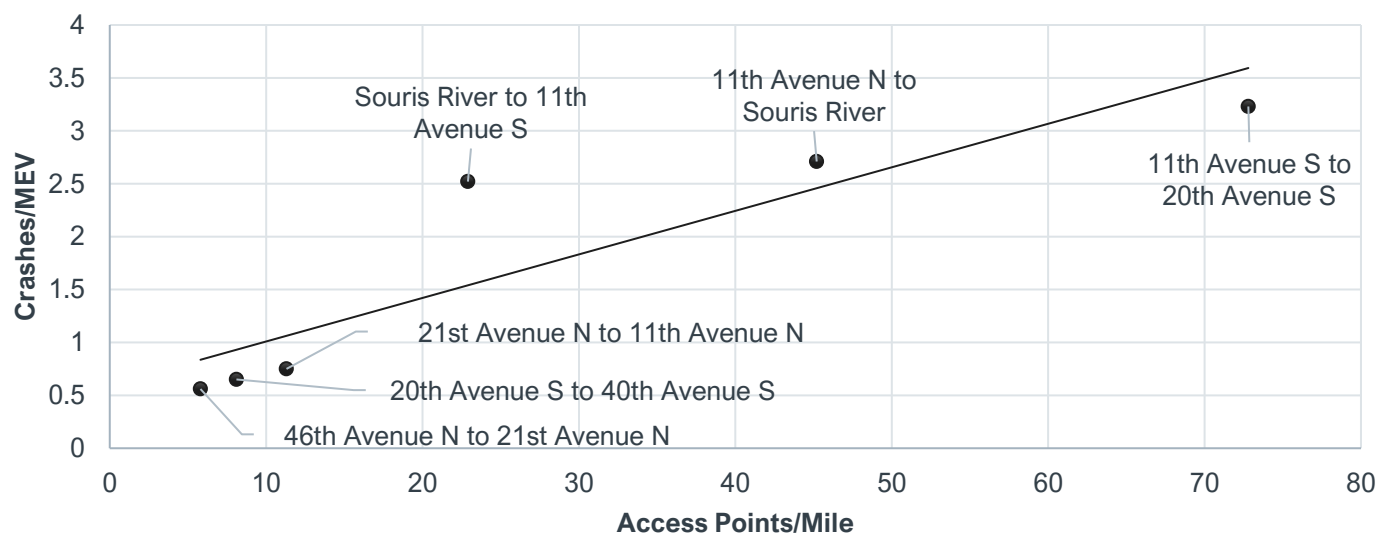 4
3.5
3
2.5
2
1.5
1
0.5
0
Crashes/MEV
Souris River to 11th
Avenue S
11th Avenue N to
Souris River
11th Avenue S to
20th Avenue S
21st Avenue N to 11th Avenue N
20th Avenue S to 40th Avenue S
46th Avenue N to 21st Avenue N
0 10 20 30 40 50 60 70 80
Access Points/Mile